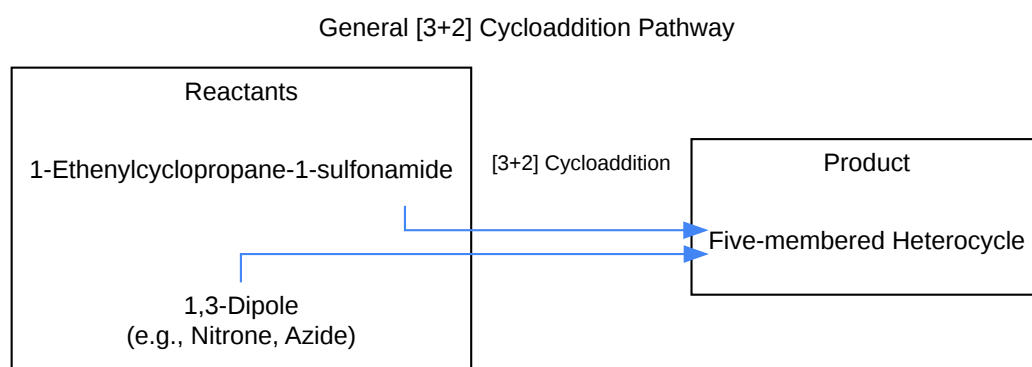 General [3+2] Cycloaddition Pathway
Reactants
1-Ethenylcyclopropane-1-sulfonamide
1,3-Dipole
(e.g., Nitrone, Azide)
[3+2] Cycloaddition
Product
Five-membered Heterocycle